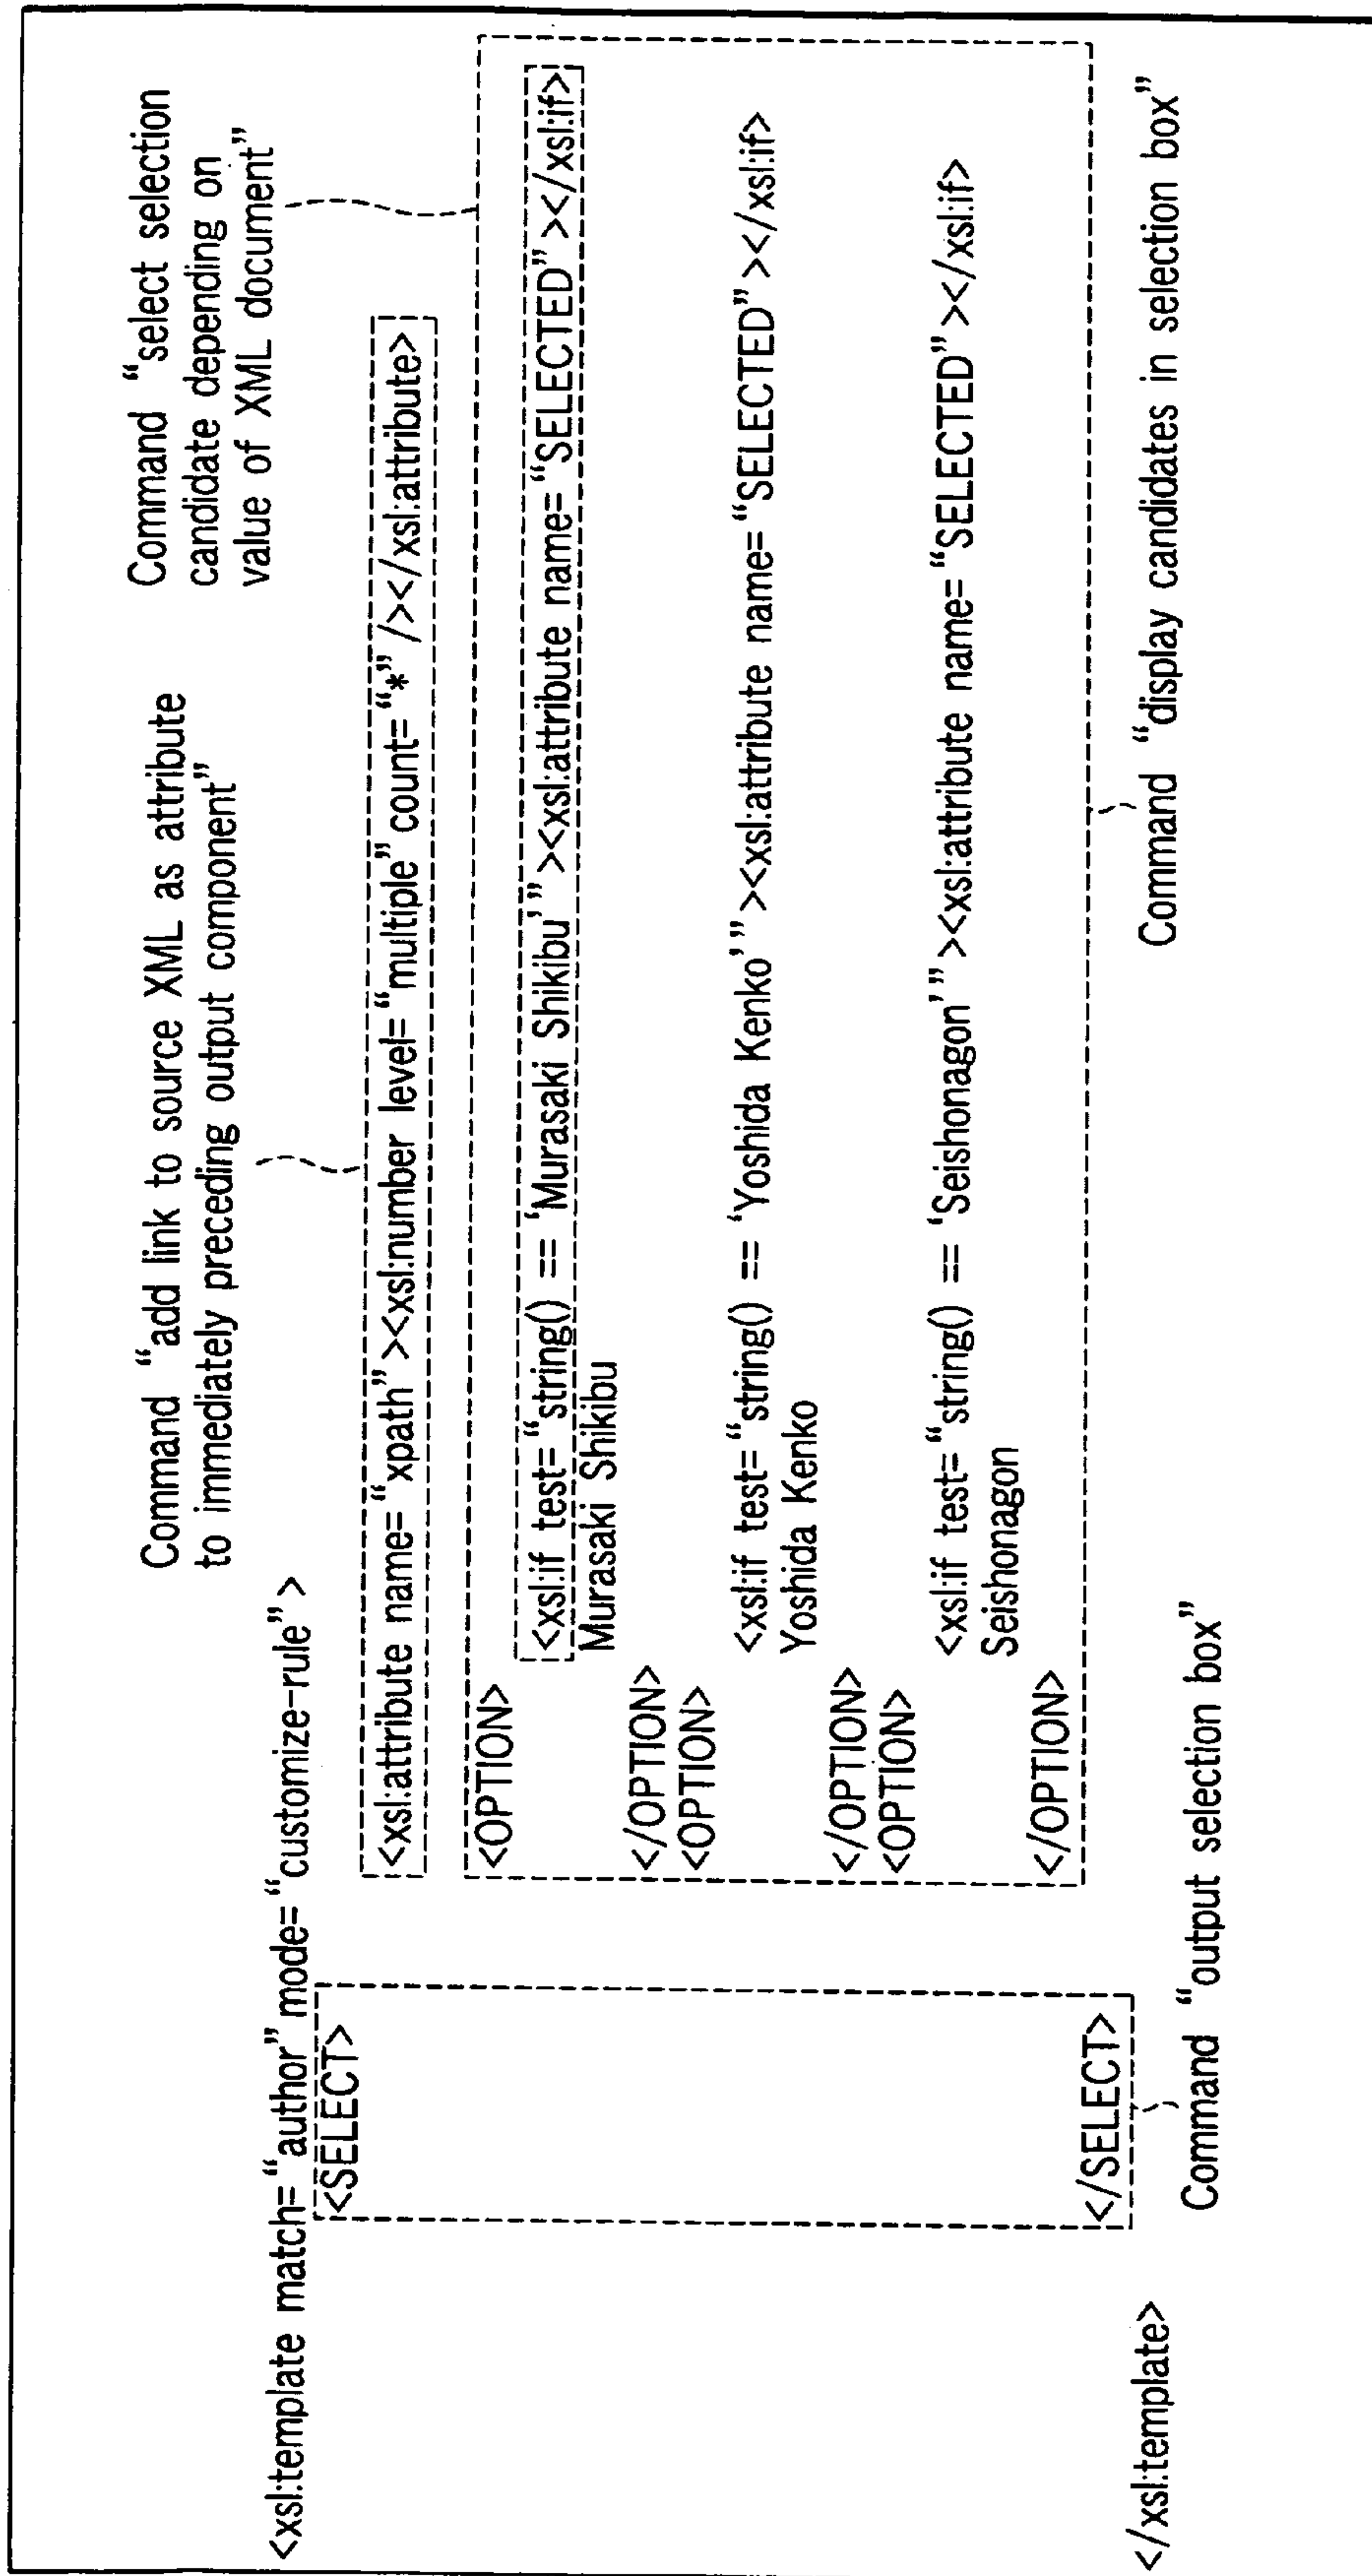 Command “select selection
candidate depending on
value of XML document”
Command “add link to source XML as attribute
to immediately preceding output component”
<xsl:template match=“author” mode=“customize-rule”>
<SELECT>
<xsl:attribute name=“xpath”><xsl:number level=“multiple” count=“*” /></xsl:attribute>
<OPTION>
<xsl:if test=“string() == ‘Murasaki Shikibu’”><xsl:attribute name=“SELECTED”></xsl:if>
Murasaki Shikibu
</OPTION>
<OPTION>
<xsl:if test=“string() == ‘Yoshida Kenko’”><xsl:attribute name=“SELECTED”></xsl:if>
Yoshida Kenko
</OPTION>
<OPTION>
<xsl:if test=“string() == ‘Seishonagon’”><xsl:attribute name=“SELECTED”></xsl:if>
Seishonagon
</OPTION>
</SELECT>
</xsl:template>
Command “display candidates in selection box”
Command “output selection box”